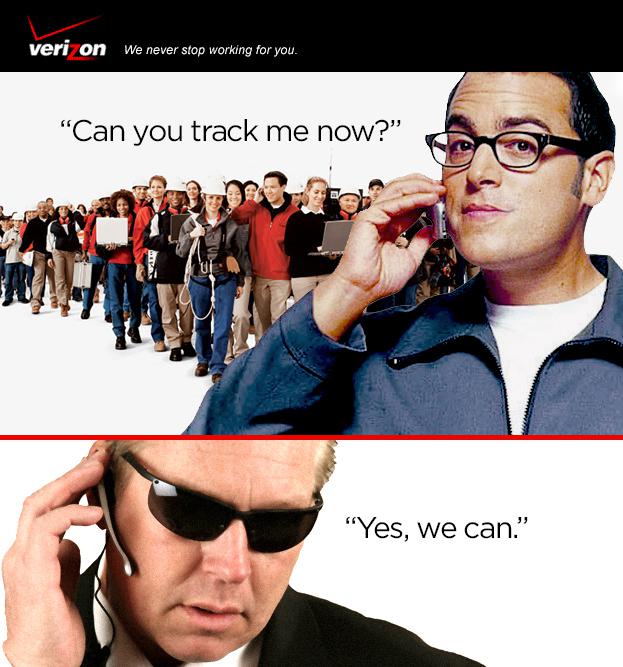 verizon
We never stop working for you.
“Can you track me now?”
“Yes, we can.”